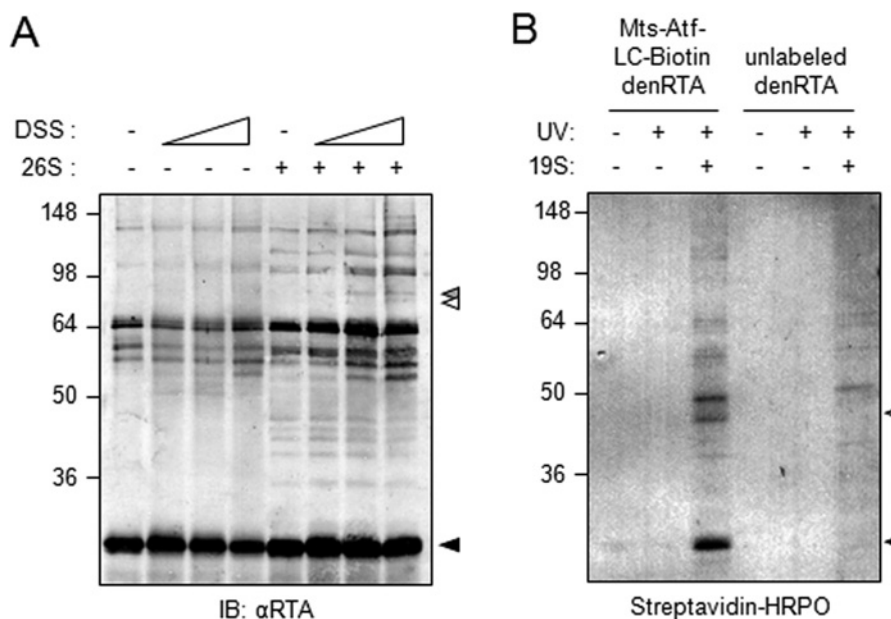 A
DSS : - -
26S : - - - - + + + +
148
98
64
50
36
IB: αRTA
B
Mts-Atf-
LC-Biotin
denRTA
unlabeled
denRTA
UV: - + + - + +
19S: - - + - - +
148
98
64
50
36
Streptavidin-HRPO